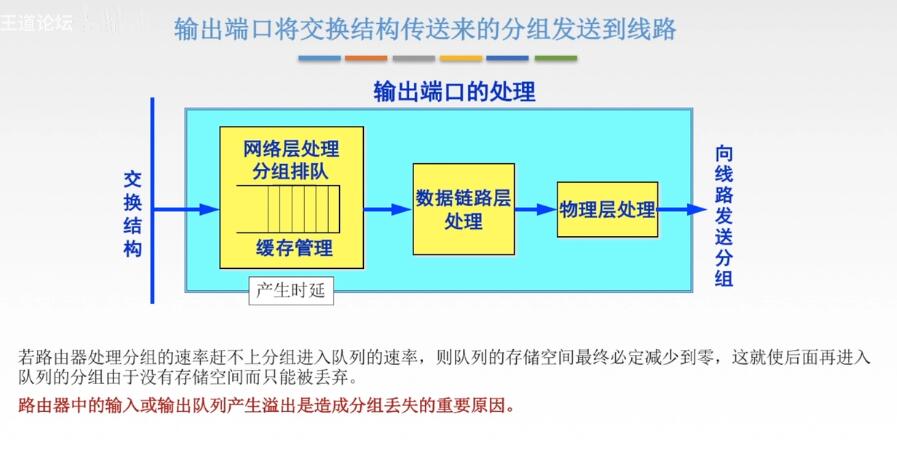 王道论坛
输出端口将交换结构传送来的分组发送到线路
输出端口的处理
交换结构
网络层处理
分组排队
缓存管理
产生时延
数据链路层
处理
物理层处理
向线路发送分组
若路由器处理分组的速率赶不上分组进入队列的速率，则队列的存储空间最终必定减少到零，这就使后面再进入
队列的分组由于没有存储空间而只能被丢弃。
路由器中的输入或输出队列产生溢出是造成分组丢失的重要原因。